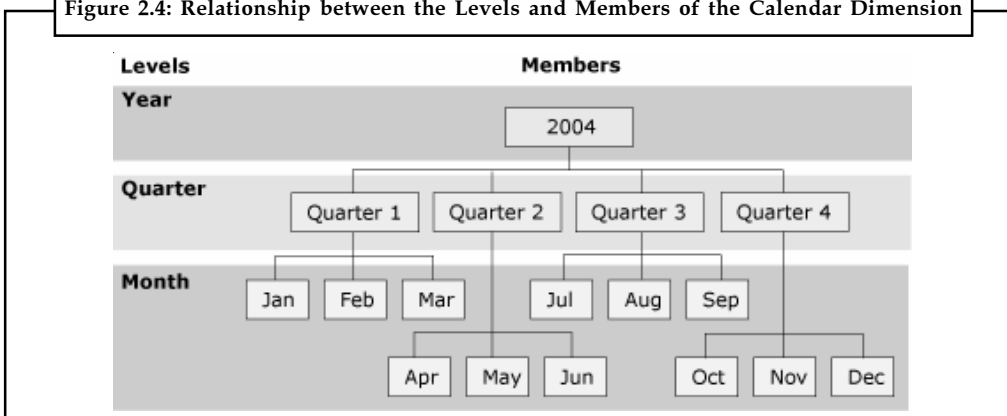 Figure 2.4: Relationship between the Levels and Members of the Calendar Dimension
Levels Members
Year
2004
Quarter
Quarter 1 Quarter 2 Quarter 3 Quarter 4
Month
Jan Feb Mar Jul Aug Sep
Apr May Jun Oct Nov Dec